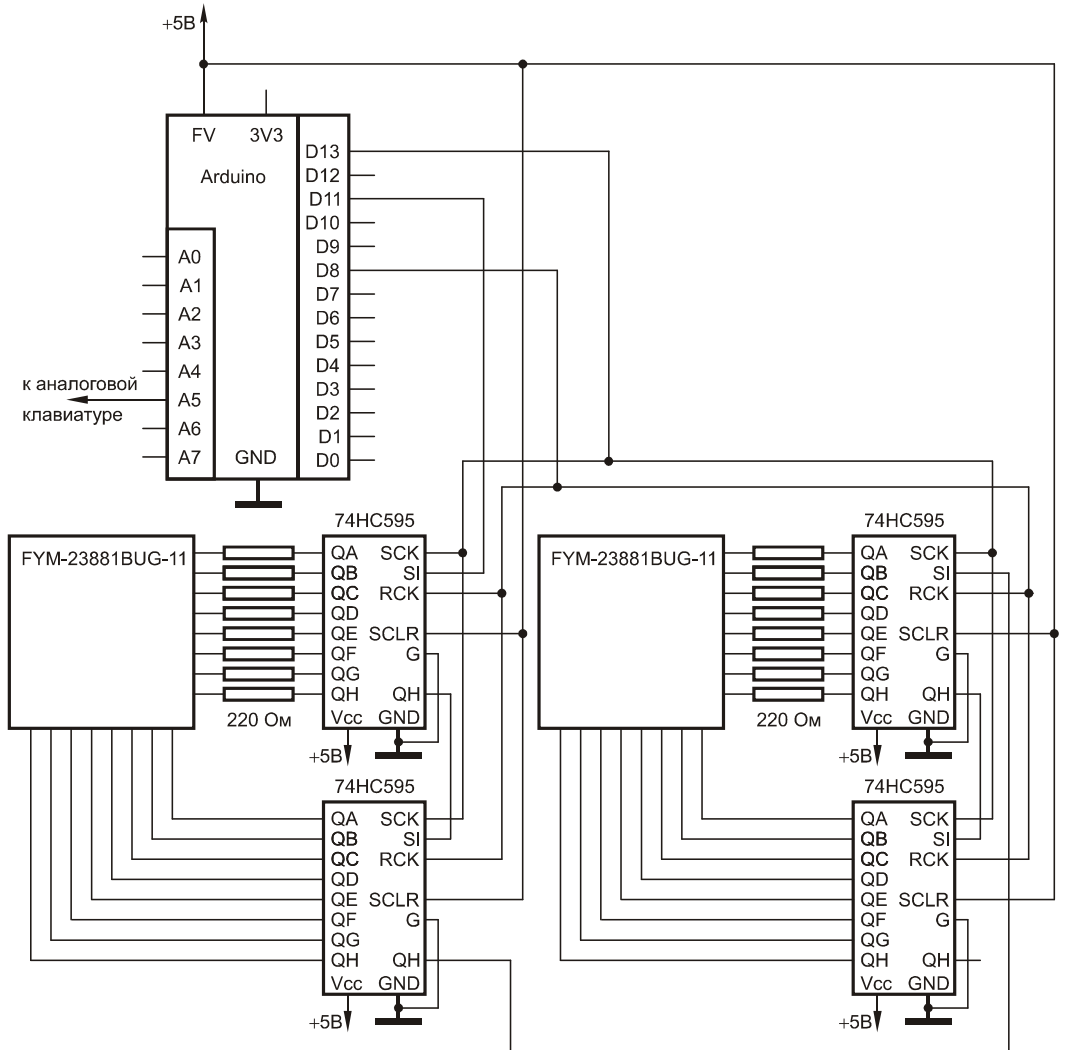 +5В
FV 3V3
Arduino
D13
D12
D11
D10
D9
D8
D7
D6
D5
D4
D3
D2
D1
D0
A0
A1
A2
A3
A4
A5
A6
A7
к аналоговой
клавиатуре
GND
FYM-23881BUG-11
220 Ом
74HC595
QA SCK
QB SI
QC RCK
QD
QE SCLR
QF G
QG
QH QH
Vcc GND
+5В
74HC595
QA SCK
QB SI
QC RCK
QD
QE SCLR
QF G
QG
QH QH
Vcc GND
+5В
FYM-23881BUG-11
220 Ом
74HC595
QA SCK
QB SI
QC RCK
QD
QE SCLR
QF G
QG
QH QH
Vcc GND
+5В
74HC595
QA SCK
QB SI
QC RCK
QD
QE SCLR
QF G
QG
QH QH
Vcc GND
+5В